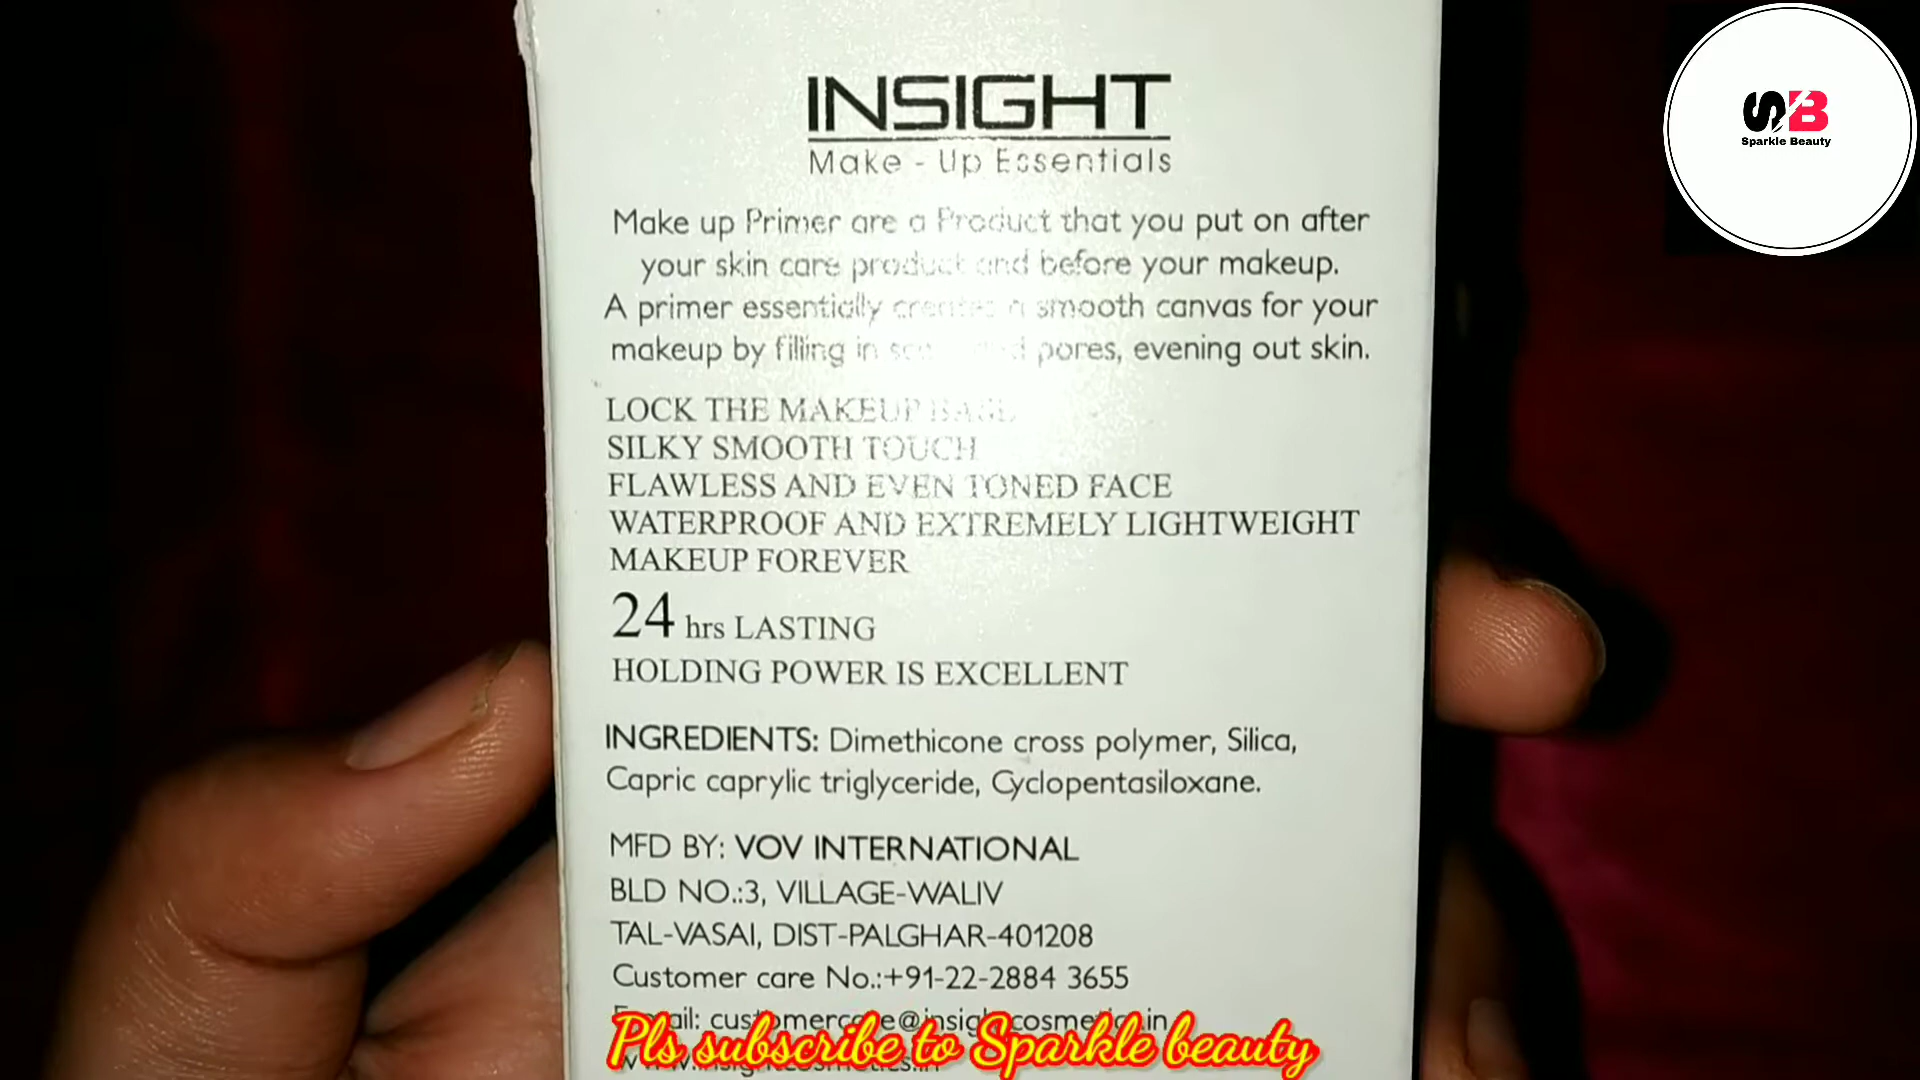 INSIGHT
Make - Up Essentials
Make up Primer are a Product that you put on after
your skin care product and before your makeup.
A primer essentially creates a smooth canvas for your
makeup by filling in pores, evening out skin.
LOCK THE MAKEUP BASE
SILKY SMOOTH TOUCH
FLAWLESS AND EVEN TONED FACE
WATERPROOF AND EXTREMELY LIGHTWEIGHT
MAKEUP FOREVER
24 hrs LASTING
HOLDING POWER IS EXCELLENT
INGREDIENTS: Dimethicone cross polymer, Silica,
Capric caprylic triglyceride, Cyclopentasiloxane.
MFD BY: VOV INTERNATIONAL
BLD NO.:3, VILLAGE-WALIV
TAL-VASAI, DIST-PALGHAR-401208
Customer care No.:+91-22-2884 3655
Pls subscribe to Sparkle beauty
SB
Sparkle Beauty